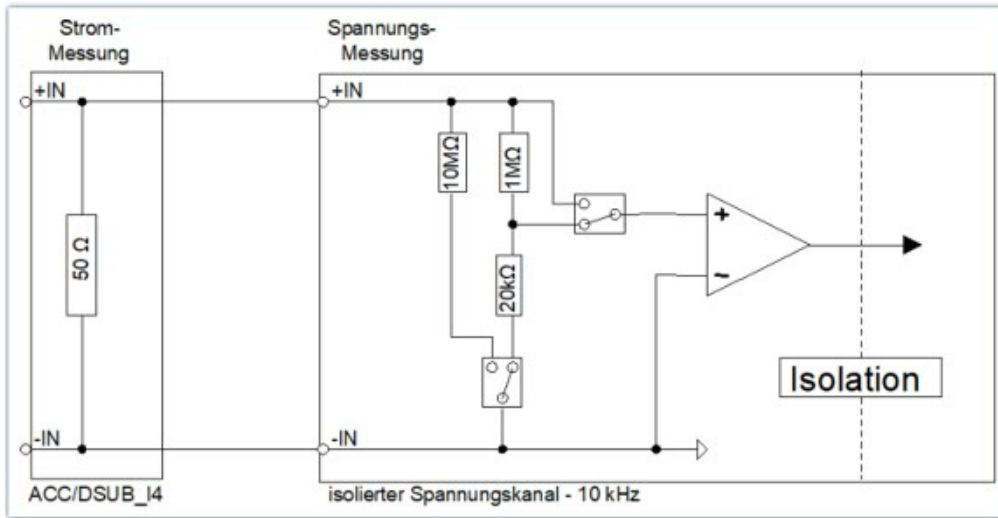 Strom-
Messung
Spannungs-
Messung
+IN
+IN
10MΩ
1MΩ
50 Ω
20kΩ
+
−
Isolation
-IN
-IN
ACC/DSUB_I4
isolierter Spannungskanal - 10 kHz